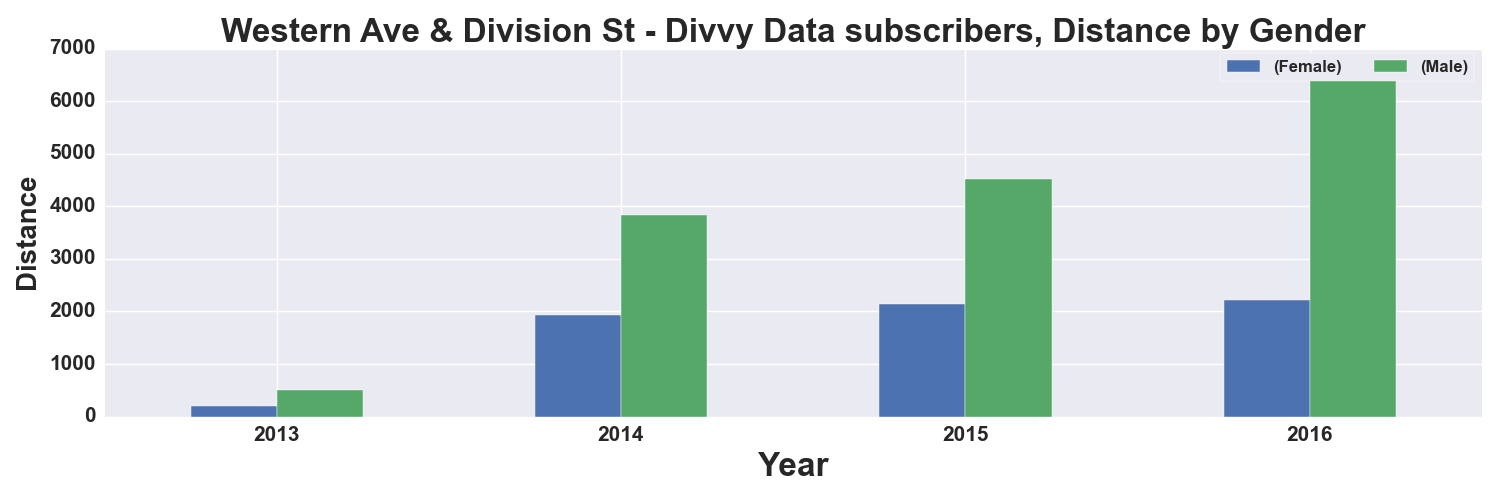 Western Ave & Division St - Divvy Data subscribers, Distance by Gender
(Female) (Male)
Distance
7000
6000
5000
4000
3000
2000
1000
0
2013 2014 2015 2016
Year